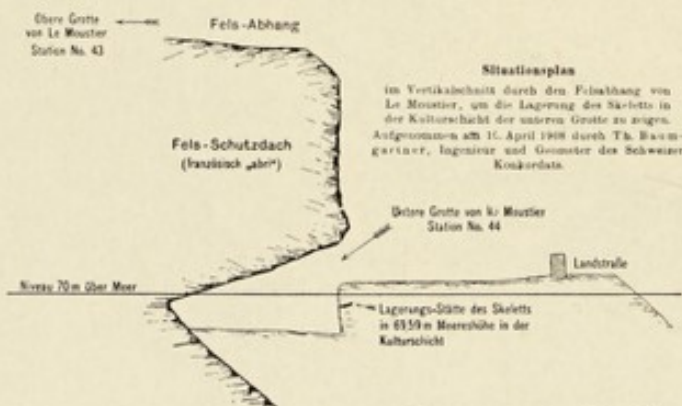 Obere Grotte
von Le Moustier
Station No. 43
Fels-Abhang
Situationsplan
im Vertikalschnitt durch den Felsabhang von
Le Moustier, um die Lagerung des Skeletts in
der Kulturschicht der unteren Grotte zu zeigen.
Aufgenommen am 16. April 1908 durch Th. Baum-
gartner, Ingenieur und Geometer des Schweizer
Konkordats.
Fels-Schutzdach
(französisch „abri“)
Untere Grotte von le Moustier
Station No. 44
Landstraße
Niveau 70 m über Meer
Lagerungs-Stätte des Skeletts
in 69,59 m Meereshöhe in der
Kulturschicht